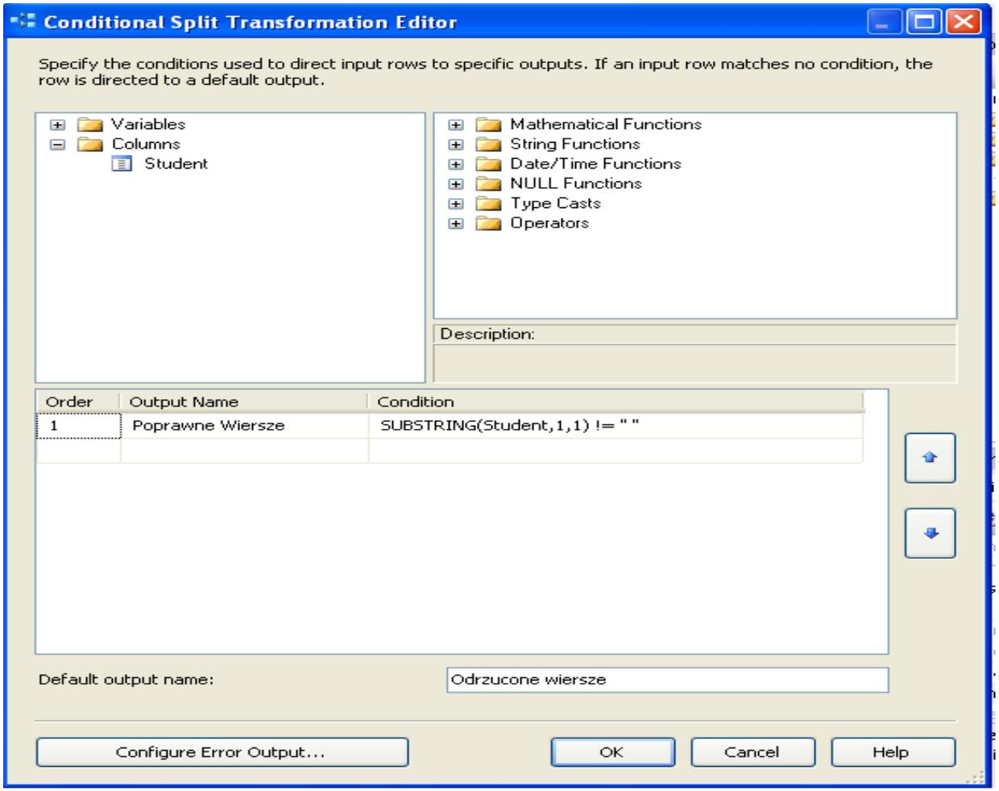 Conditional Split Transformation Editor
Specify the conditions used to direct input rows to specific outputs. If an input row matches no condition, the
row is directed to a default output.
Variables
Columns
Student
Mathematical Functions
String Functions
Date/Time Functions
NULL Functions
Type Casts
Operators
Description:
Order Output Name Condition
1 Poprawne Wiersze SUBSTRING(Student,1,1) != " "
Default output name: Odrzucone wiersze
Configure Error Output... OK Cancel Help